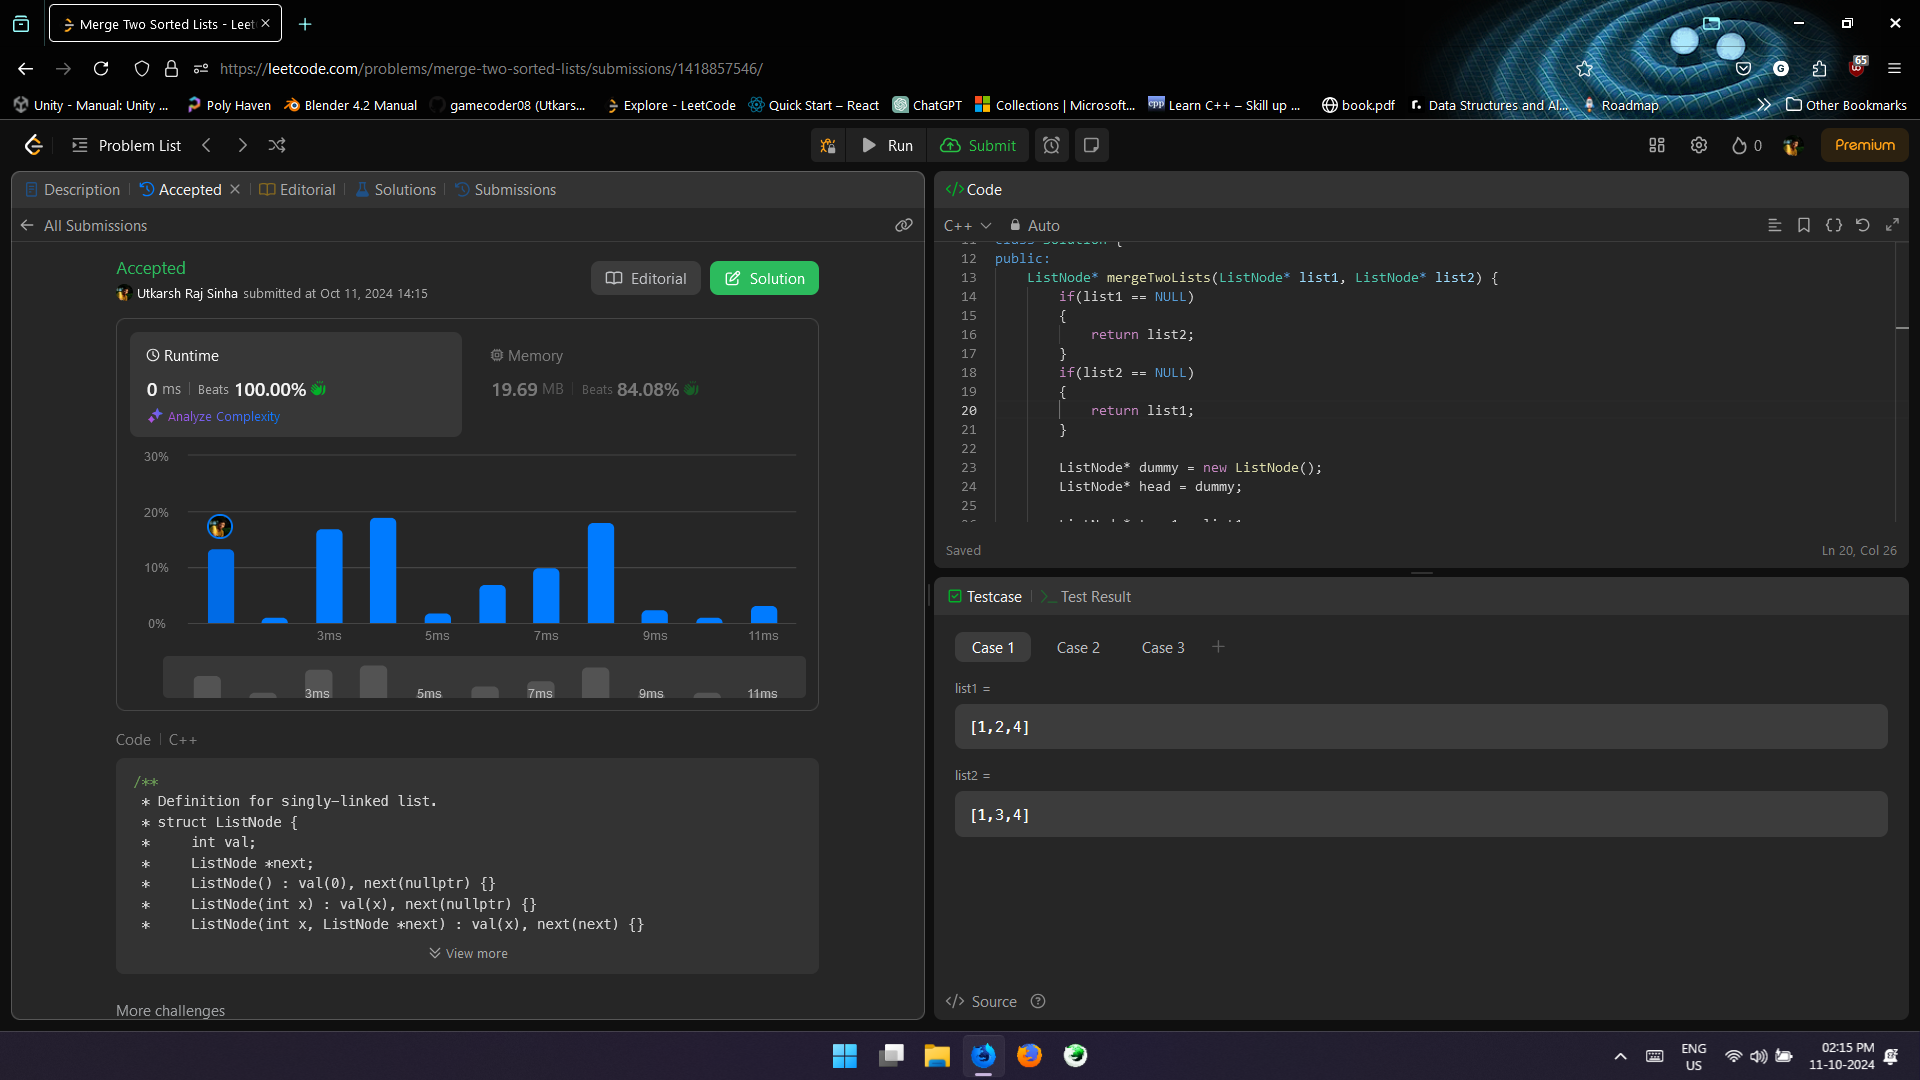 Merge Two Sorted Lists - Leet
https://leetcode.com/problems/merge-two-sorted-lists/submissions/1418857546/
65
Unity - Manual: Unity ...
Poly Haven
Blender 4.2 Manual
gamecoder08 (Utkars...
Explore - LeetCode
Quick Start – React
ChatGPT
Collections | Microsoft...
Learn C++ – Skill up ...
book.pdf
Data Structures and Al...
Roadmap
Other Bookmarks
Problem List
Run
Submit
0
Premium
Description
Accepted
Editorial
Solutions
Submissions
All Submissions
Accepted
Utkarsh Raj Sinha submitted at Oct 11, 2024 14:15
Editorial
Solution
Runtime
0 ms
Beats 100.00%
Analyze Complexity
Memory
19.69 MB
Beats 84.08%
30%
20%
10%
0%
3ms 5ms 7ms 9ms 11ms
3ms 5ms 7ms 9ms 11ms
Code | C++
/**
* Definition for singly-linked list.
* struct ListNode {
* int val;
* ListNode *next;
* ListNode() : val(0), next(nullptr) {}
* ListNode(int x) : val(x), next(nullptr) {}
* ListNode(int x, ListNode *next) : val(x), next(next) {}
View more
More challenges
</> Code
C++
Auto
11 class Solution {
12 public:
13 ListNode* mergeTwoLists(ListNode* list1, ListNode* list2) {
14 if(list1 == NULL)
15 {
16 return list2;
17 }
18 if(list2 == NULL)
19 {
20 return list1;
21 }
22
23 ListNode* dummy = new ListNode();
24 ListNode* head = dummy;
25
Saved
Ln 20, Col 26
Testcase
Test Result
Case 1
Case 2
Case 3
list1 =
[1,2,4]
list2 =
[1,3,4]
</> Source
ENG
US
02:15 PM
11-10-2024